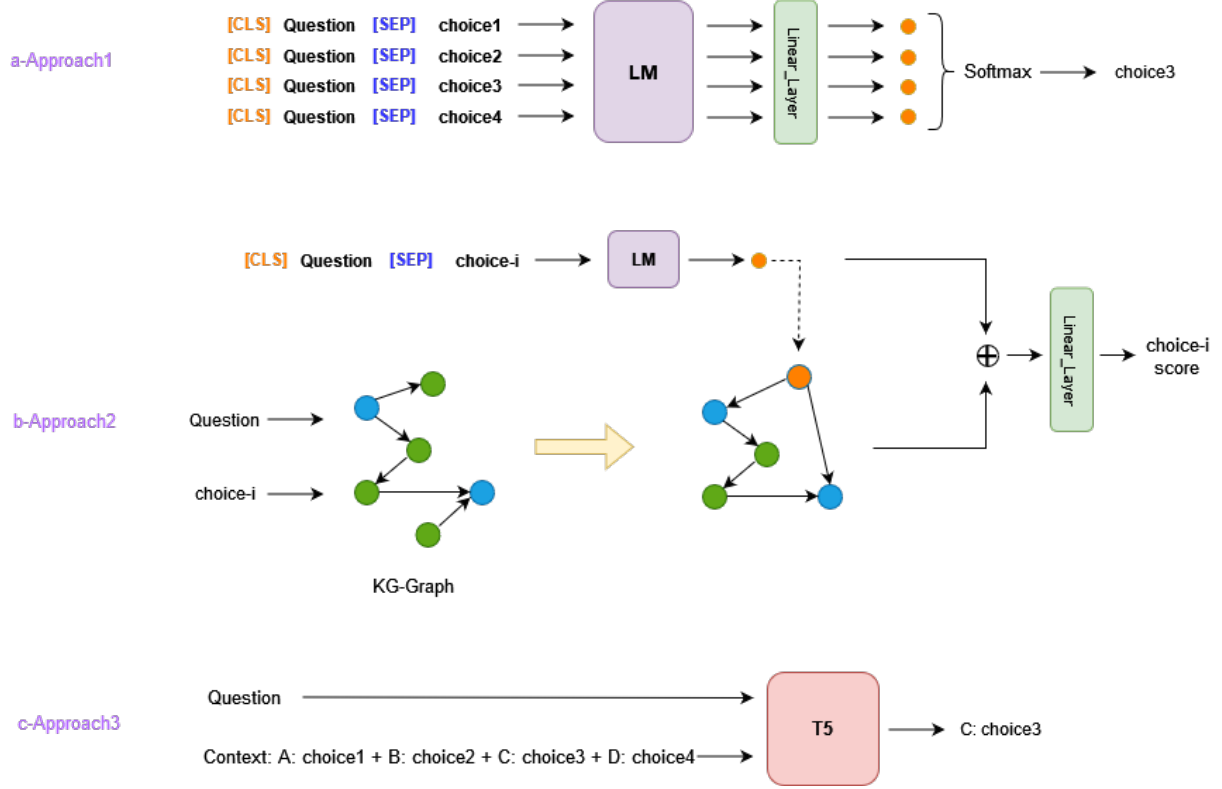 [CLS] Question [SEP] choice1
[CLS] Question [SEP] choice2
[CLS] Question [SEP] choice3
[CLS] Question [SEP] choice4
a-Approach1
LM
Linear_Layer
Softmax
choice3
[CLS] Question [SEP] choice-i
LM
Linear_Layer
choice-i
score
b-Approach2
Question
choice-i
KG-Graph
c-Approach3
Question
Context: A: choice1 + B: choice2 + C: choice3 + D: choice4
T5
C: choice3